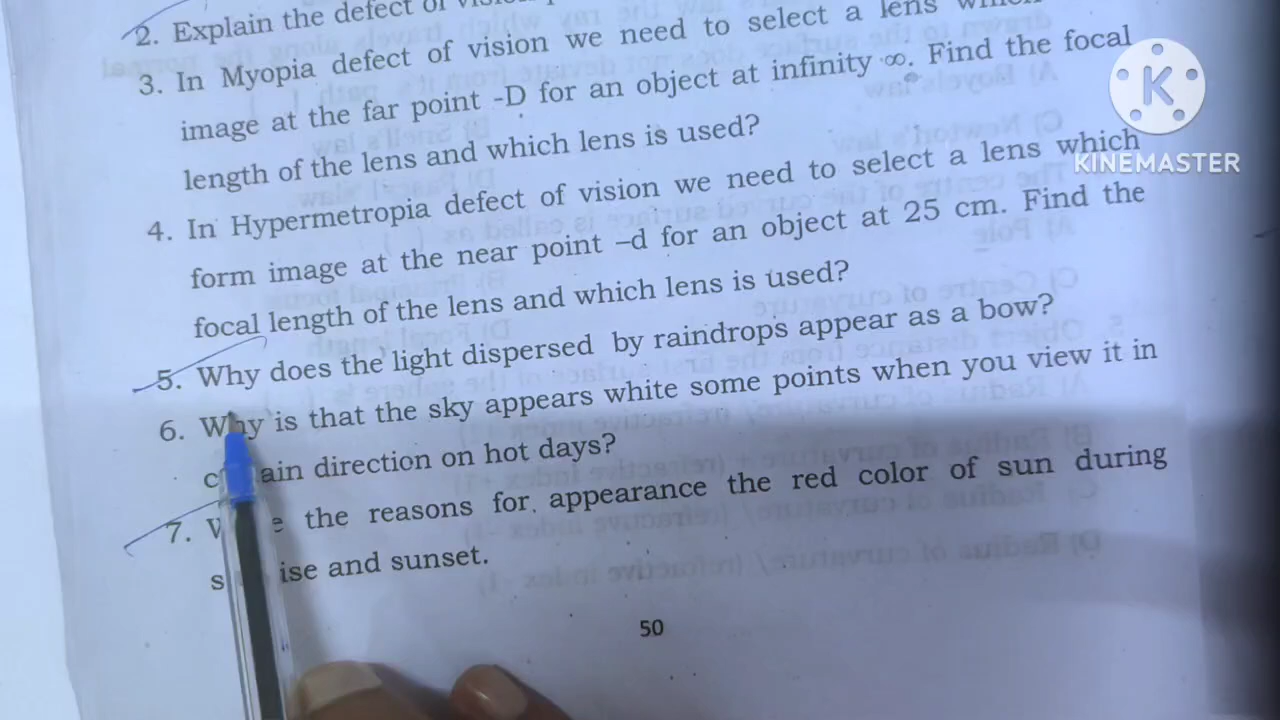 2. Explain the defect of
3. In Myopia defect of vision we need to select a lens
image at the far point -D for an object at infinity ∞. Find the focal
length of the lens and which lens is used?
4. In Hypermetropia defect of vision we need to select a lens which
form image at the near point –d for an object at 25 cm. Find the
focal length of the lens and which lens is used?
5. Why does the light dispersed by raindrops appear as a bow?
6. Why is that the sky appears white some points when you view it in
direction on hot days?
7. the reasons for appearance the red color of sun during
and sunset.
50
K
KINEMASTER